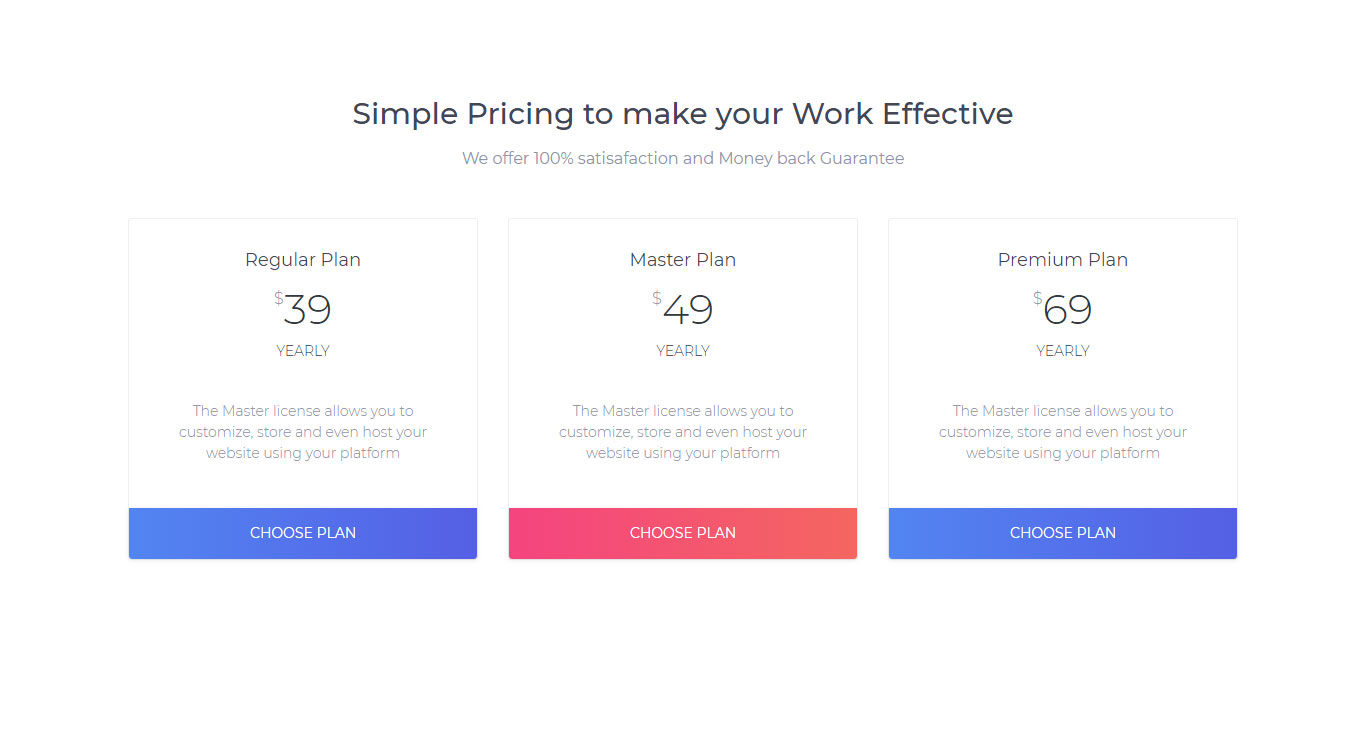 Simple Pricing to make your Work Effective
We offer 100% satisafaction and Money back Guarantee
Regular Plan
$39
YEARLY
The Master license allows you to
customize, store and even host your
website using your platform
CHOOSE PLAN
Master Plan
$49
YEARLY
The Master license allows you to
customize, store and even host your
website using your platform
CHOOSE PLAN
Premium Plan
$69
YEARLY
The Master license allows you to
customize, store and even host your
website using your platform
CHOOSE PLAN